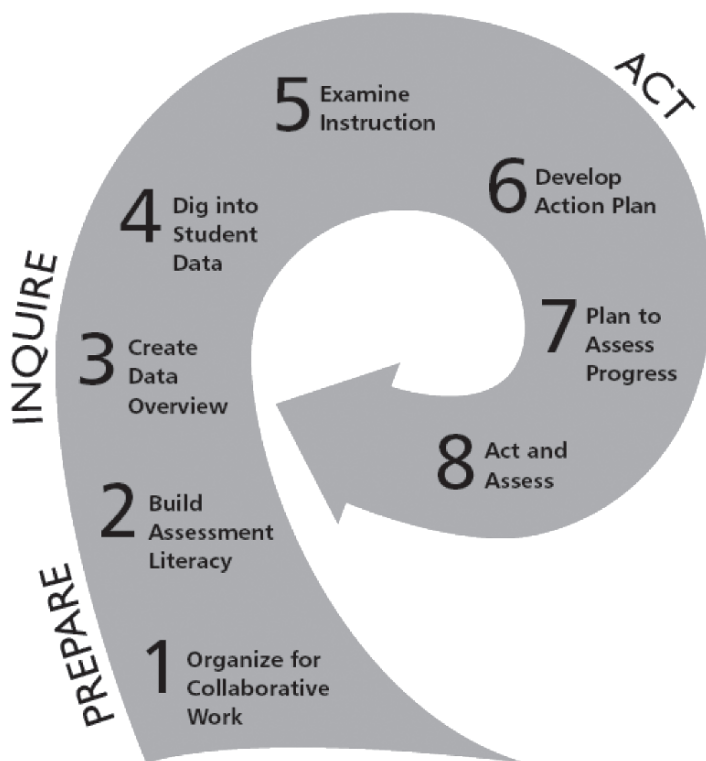 ACT
5 Examine
Instruction
6 Develop
Action Plan
4 Dig into
Student
Data
INQUIRE
7 Plan to
Assess
Progress
3 Create
Data
Overview
8 Act and
Assess
2 Build
Assessment
Literacy
PREPARE
1 Organize for
Collaborative
Work